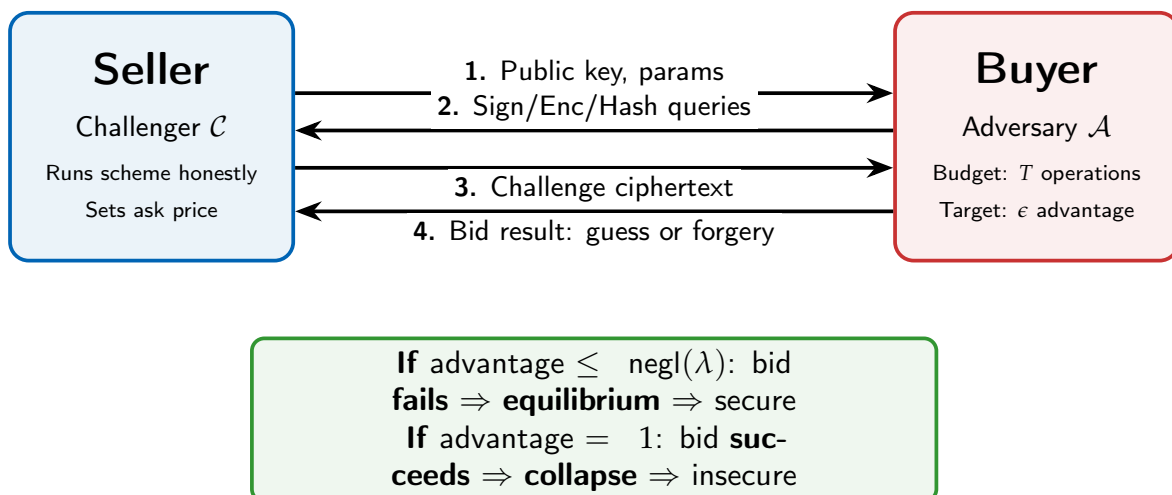 Seller
Challenger 𝒞
Runs scheme honestly
Sets ask price
1. Public key, params
2. Sign/Enc/Hash queries
3. Challenge ciphertext
4. Bid result: guess or forgery
Buyer
Adversary 𝒜
Budget: T operations
Target: ϵ advantage
If advantage ≤ negl(λ): bid
fails ⇒ equilibrium ⇒ secure
If advantage = 1: bid suc-
ceeds ⇒ collapse ⇒ insecure